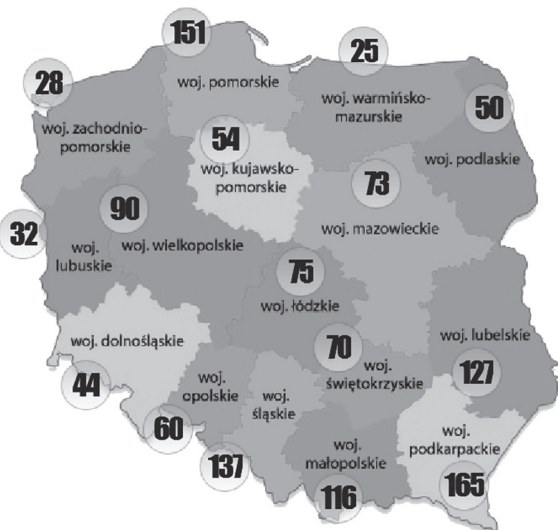 151
25
28
woj. pomorskie
50
woj. warmińsko-
mazurskie
woj. zachodnio-
pomorskie
54
woj. podlaskie
woj. kujawsko-
pomorskie
73
90
32
woj. mazowieckie
woj.
lubuskie
woj. wielkopolskie
75
woj. łódzkie
woj. dolnośląskie
70
woj. lubelskie
woj.
świętokrzyskie
127
44
woj.
opolskie
woj.
śląskie
60
woj.
podkarpackie
woj.
małopolskie
137
116
165